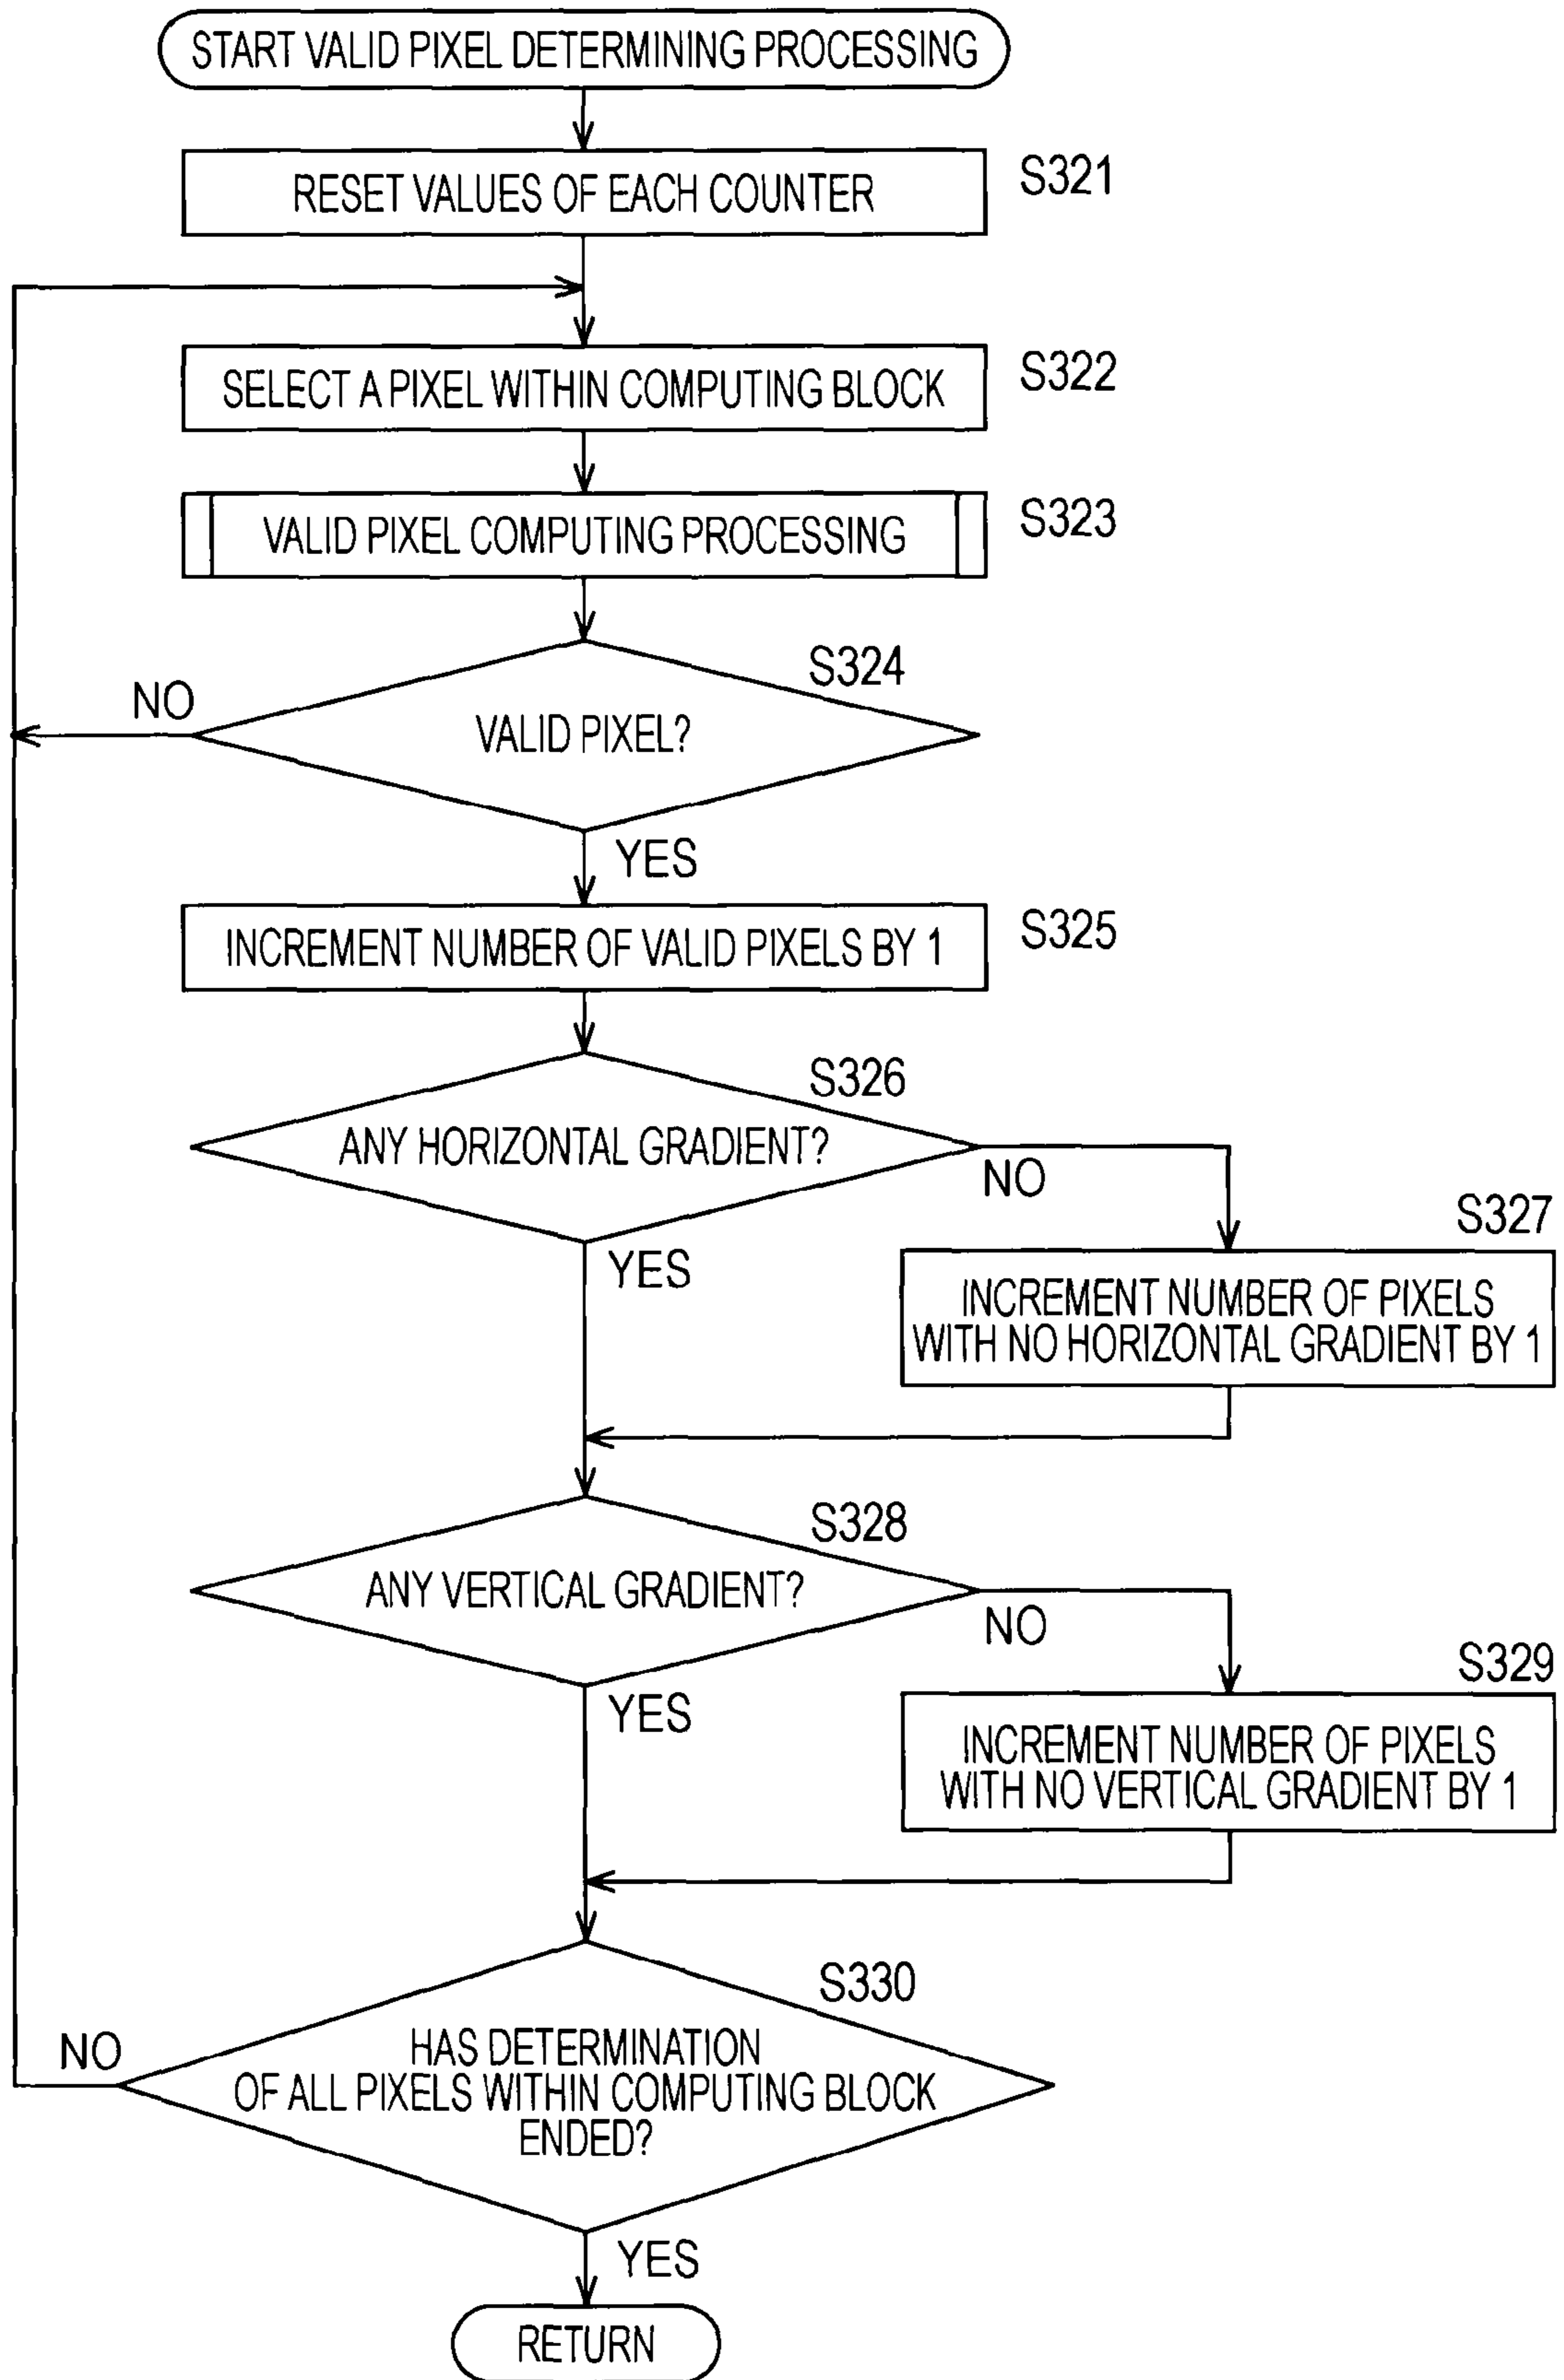 START VALID PIXEL DETERMINING PROCESSING
RESET VALUES OF EACH COUNTER
S321
SELECT A PIXEL WITHIN COMPUTING BLOCK
S322
VALID PIXEL COMPUTING PROCESSING
S323
S324
NO
VALID PIXEL?
YES
INCREMENT NUMBER OF VALID PIXELS BY 1
S325
S326
ANY HORIZONTAL GRADIENT?
NO
YES
S327
INCREMENT NUMBER OF PIXELS
WITH NO HORIZONTAL GRADIENT BY 1
S328
ANY VERTICAL GRADIENT?
NO
YES
S329
INCREMENT NUMBER OF PIXELS
WITH NO VERTICAL GRADIENT BY 1
S330
NO
HAS DETERMINATION
OF ALL PIXELS WITHIN COMPUTING BLOCK
ENDED?
YES
RETURN